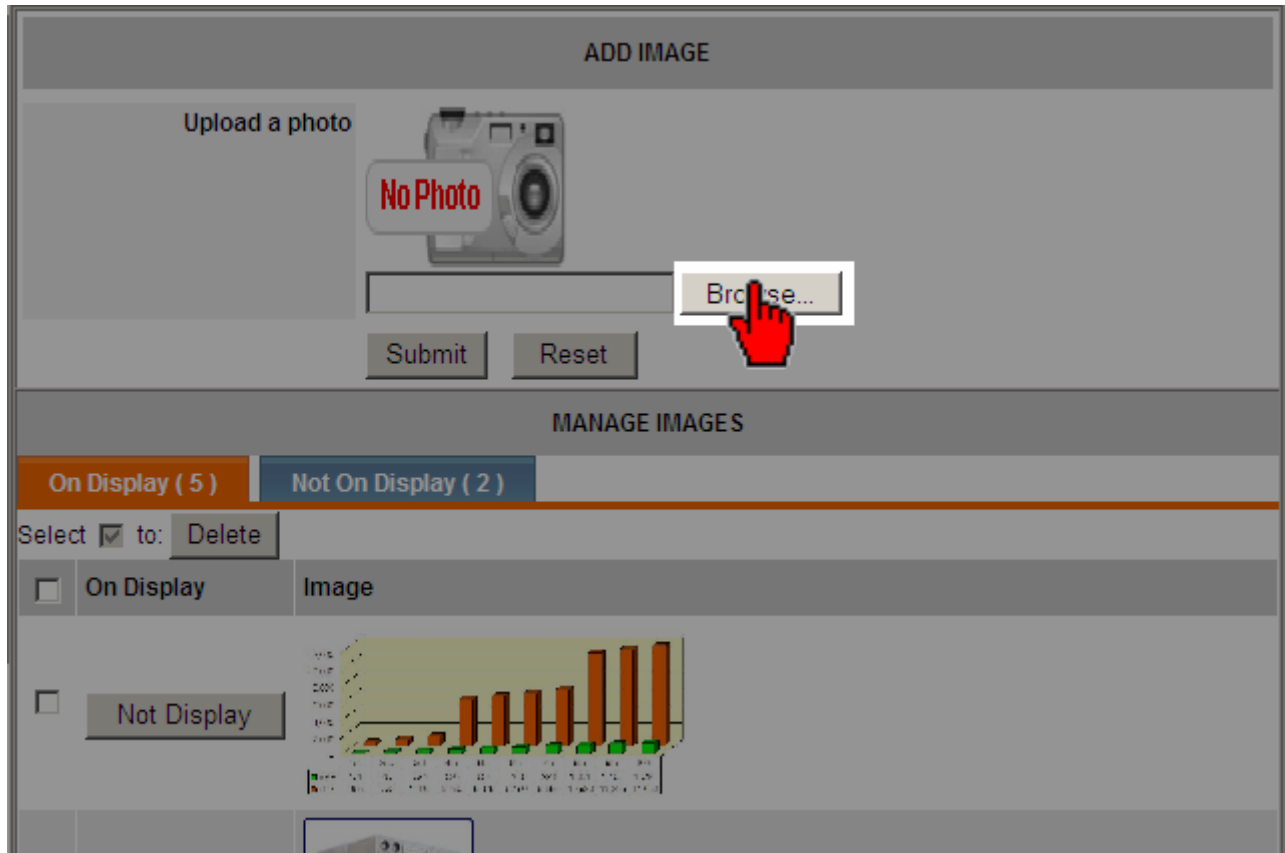 ADD IMAGE
Upload a photo
No Photo
Browse...
Submit Reset
MANAGE IMAGES
On Display ( 5 ) Not On Display ( 2 )
Select to: Delete
On Display Image
Not Display